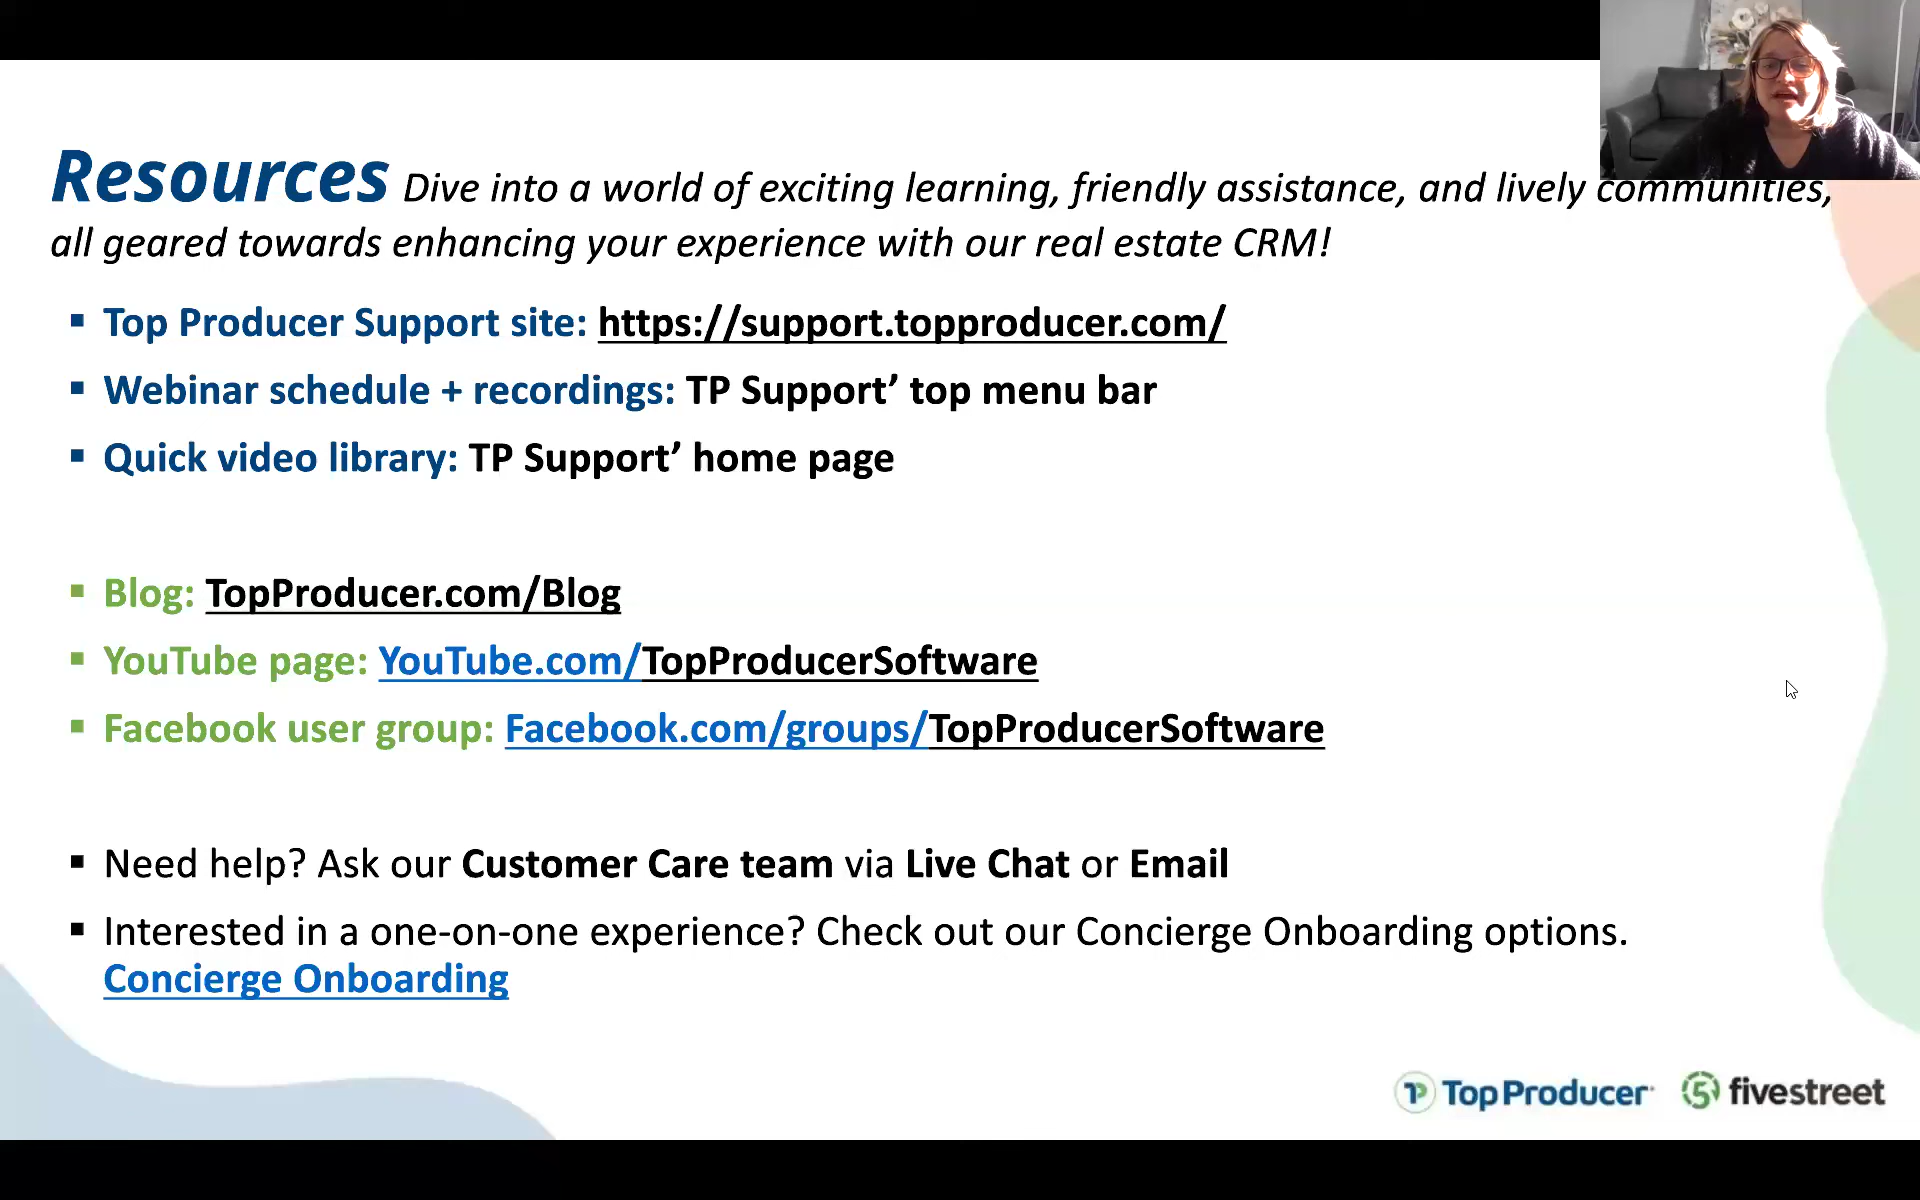 Resources Dive into a world of exciting learning, friendly assistance, and lively communities,
all geared towards enhancing your experience with our real estate CRM!
▪ Top Producer Support site: https://support.topproducer.com/
▪ Webinar schedule + recordings: TP Support’ top menu bar
▪ Quick video library: TP Support’ home page
▪ Blog: TopProducer.com/Blog
▪ YouTube page: YouTube.com/TopProducerSoftware
▪ Facebook user group: Facebook.com/groups/TopProducerSoftware
▪ Need help? Ask our Customer Care team via Live Chat or Email
▪ Interested in a one-on-one experience? Check out our Concierge Onboarding options.
Concierge Onboarding
TP Top Producer 5 fivestreet